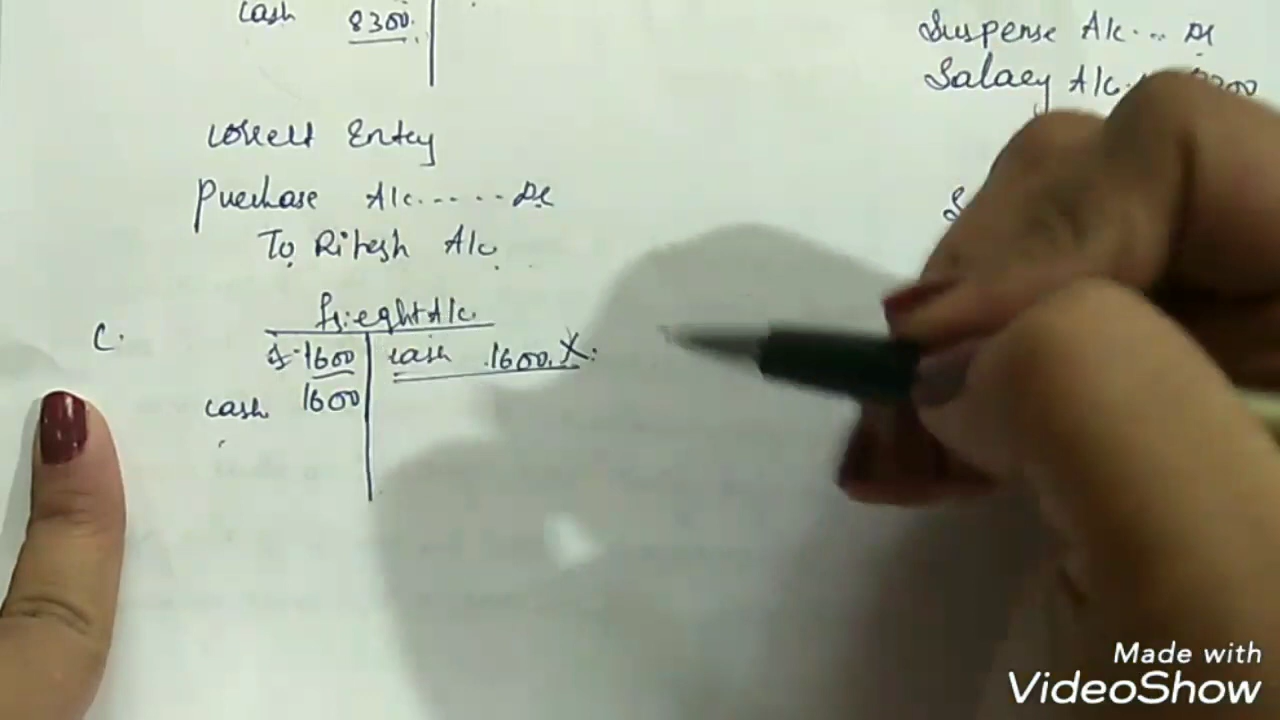 cash 8300.
Suspense A/c... Dr
Salary A/c..
Correct Entry
Purchase A/c...... Dr.
To Ritesh A/c.
C. freight A/c.
1600 cash 1600. X
cash 1600
Made with
VideoShow